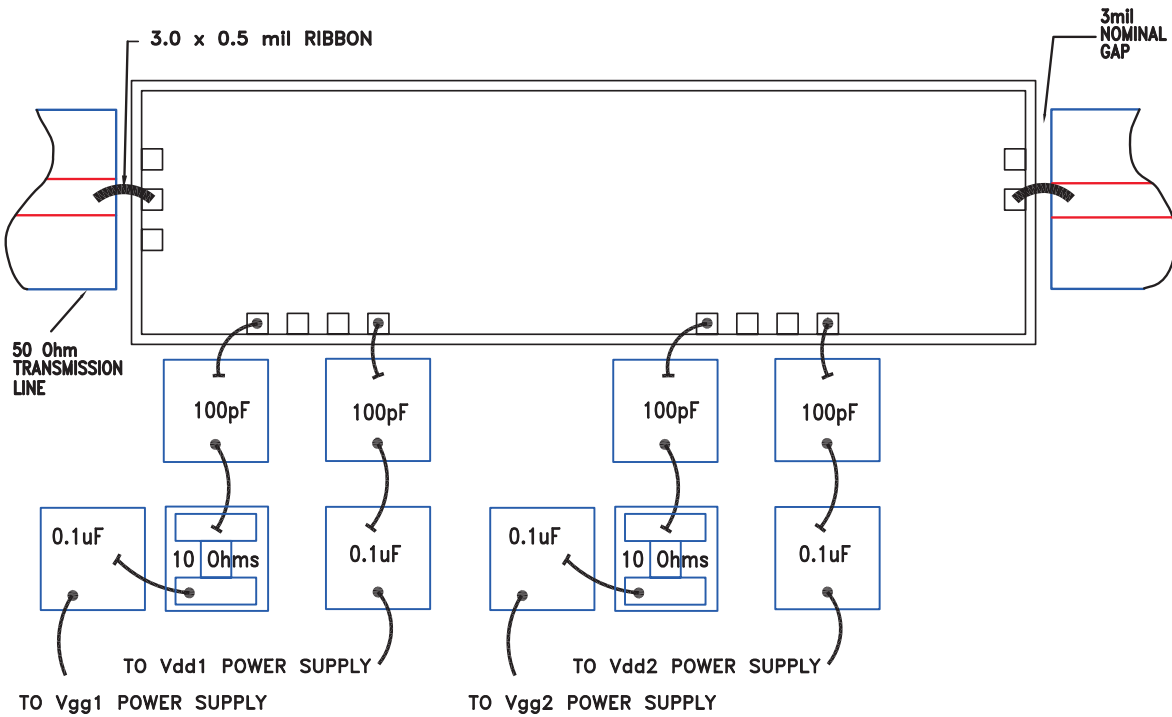 3.0 x 0.5 mil RIBBON
3mil
NOMINAL
GAP
50 Ohm
TRANSMISSION
LINE
100pF
100pF
100pF
100pF
0.1uF
10 Ohms
0.1uF
0.1uF
10 Ohms
0.1uF
TO Vdd1 POWER SUPPLY
TO Vdd2 POWER SUPPLY
TO Vgg1 POWER SUPPLY
TO Vgg2 POWER SUPPLY